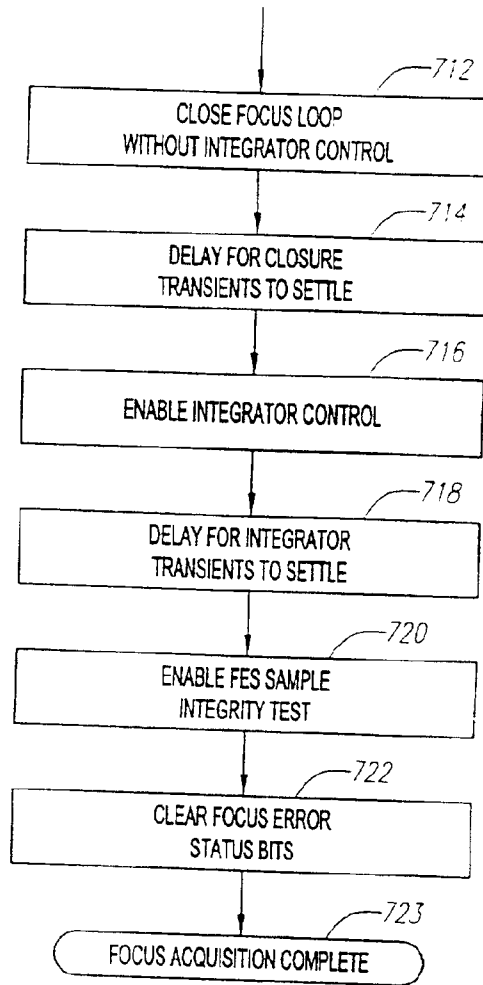 712
CLOSE FOCUS LOOP
WITHOUT INTEGRATOR CONTROL
714
DELAY FOR CLOSURE
TRANSIENTS TO SETTLE
716
ENABLE INTEGRATOR CONTROL
718
DELAY FOR INTEGRATOR
TRANSIENTS TO SETTLE
720
ENABLE FES SAMPLE
INTEGRITY TEST
722
CLEAR FOCUS ERROR
STATUS BITS
723
FOCUS ACQUISITION COMPLETE